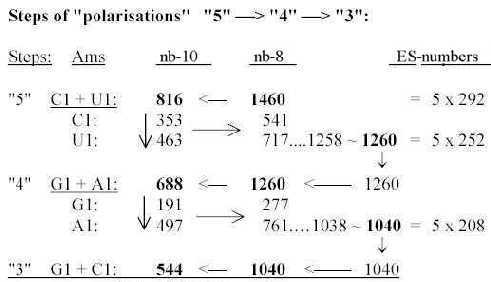 Steps of "polarisations" "5" —> "4" —> "3":
Steps: Ams nb-10 nb-8 ES-numbers
"5" C1 + U1: 816 <— 1460 = 5 x 292
C1: 353 541
U1: 463 717....1258 ~ 1260 = 5 x 252
"4" G1 + A1: 688 <— 1260 <—— 1260
G1: 191 277
A1: 497 761....1038 ~ 1040 = 5 x 208
"3" G1 + C1: 544 <— 1040 <—— 1040